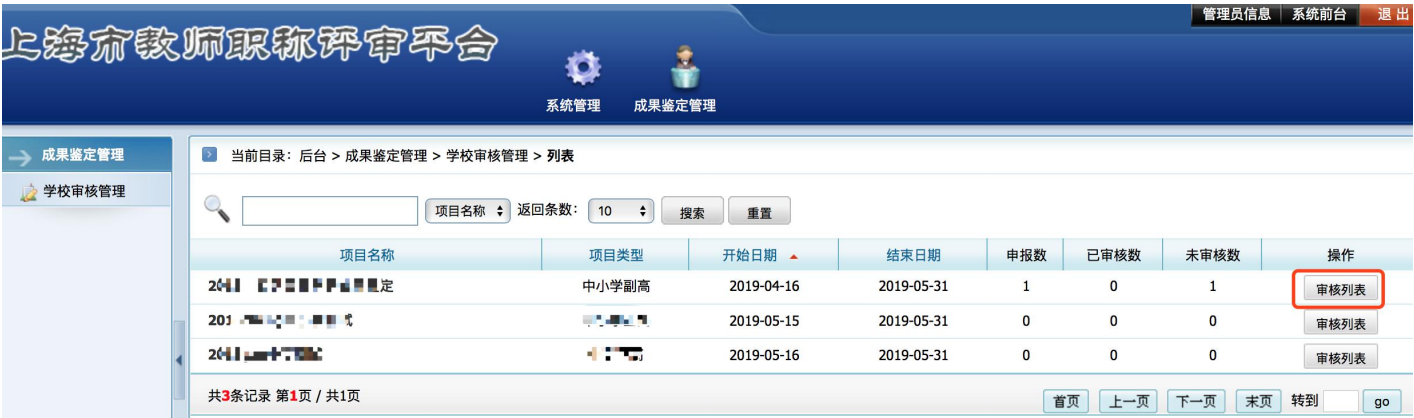 管理员信息 系统前台 退出
上海市教师职称评审平台
系统管理 成果鉴定管理
成果鉴定管理
学校审核管理
当前目录：后台 > 成果鉴定管理 > 学校审核管理 > 列表
项目名称 返回条数： 10 搜索 重置
项目名称 项目类型 开始日期 结束日期 申报数 已审核数 未审核数 操作
定 中小学副高 2019-04-16 2019-05-31 1 0 1 审核列表
2019-05-15 2019-05-31 0 0 0 审核列表
2019-05-16 2019-05-31 0 0 0 审核列表
共3条记录 第1页 / 共1页
首页 上一页 下一页 末页 转到 go